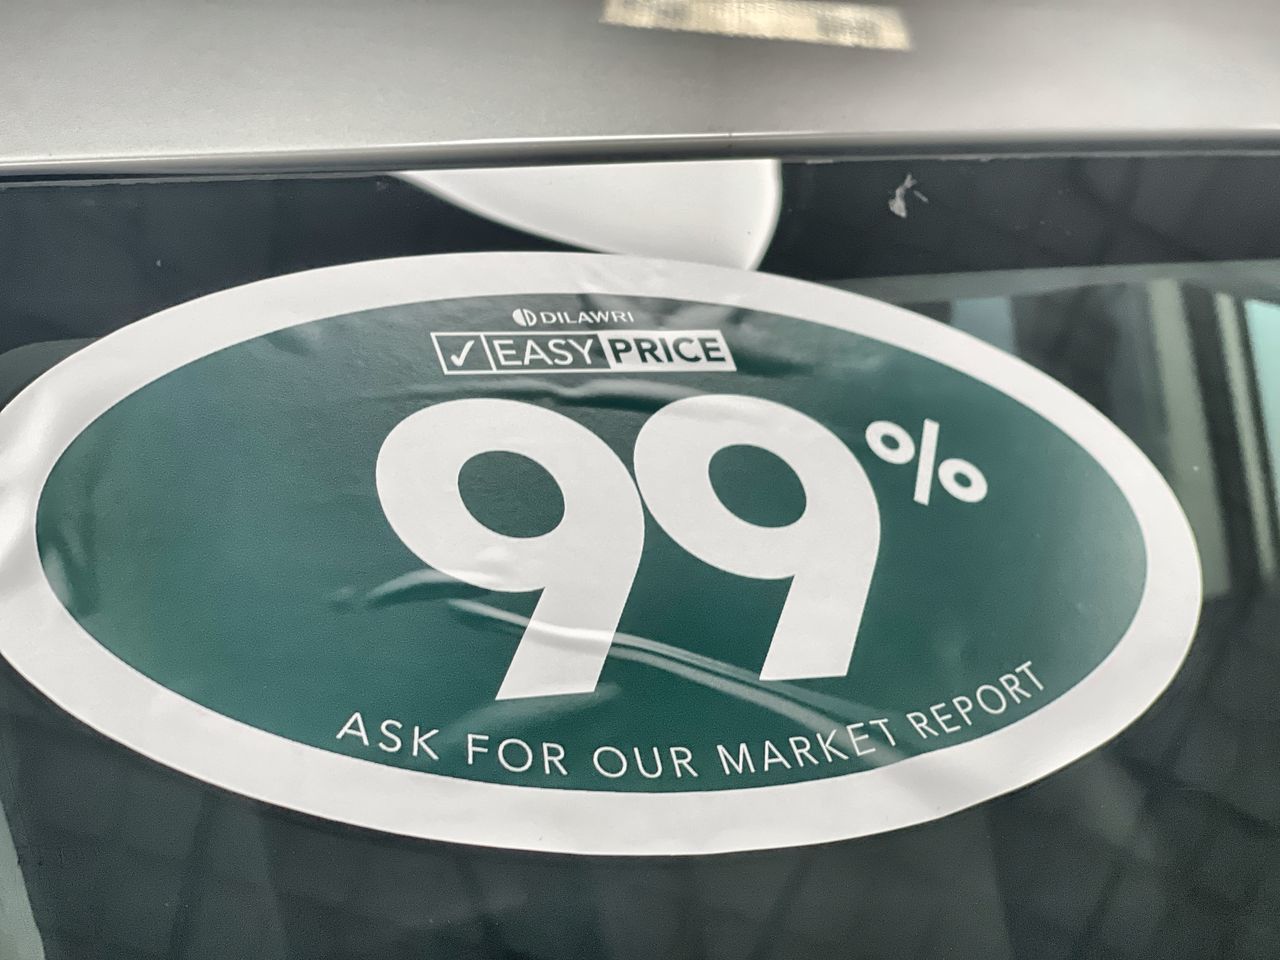 DILAWRI
✓ EASY PRICE
99%
ASK FOR OUR MARKET REPORT